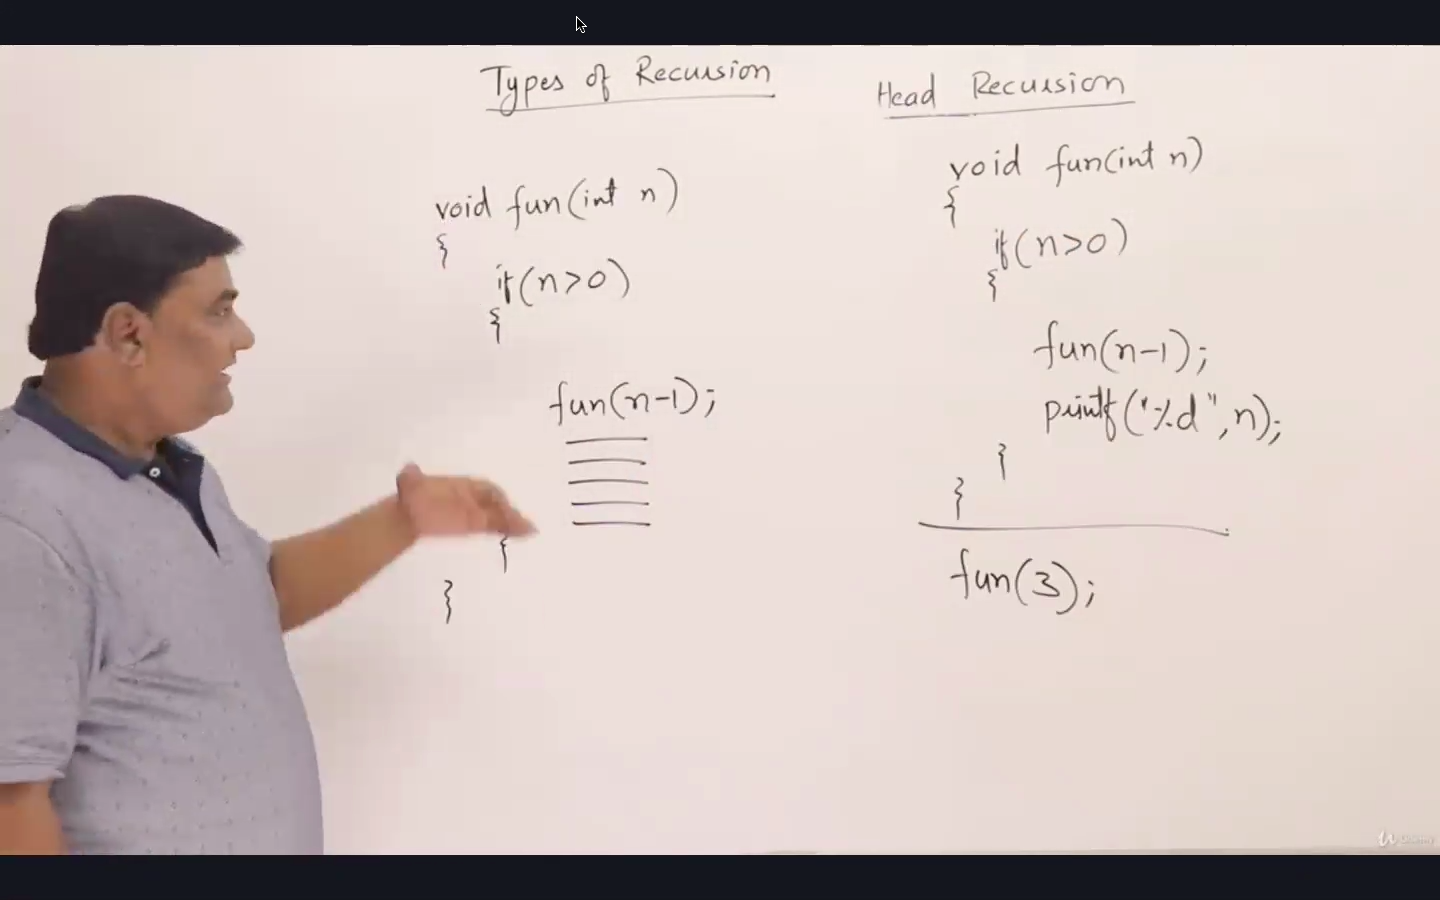 Types of Recursion
void fun(int n)
{
if(n>0)
{
fun(n-1);
}
}
Head Recursion
void fun(int n)
{
if(n>0)
{
fun(n-1);
printf("%d",n);
}
}
fun(3);
Udemy